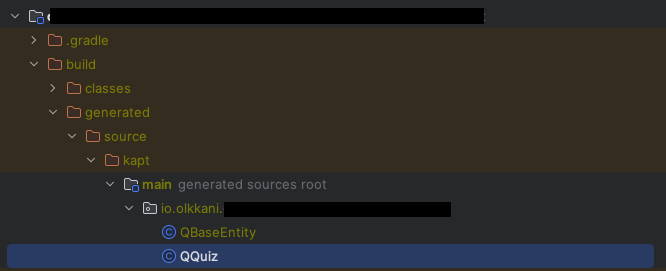 .gradle
build
classes
generated
source
kapt
main generated sources root
io.olkkani.
QBaseEntity
QQuiz